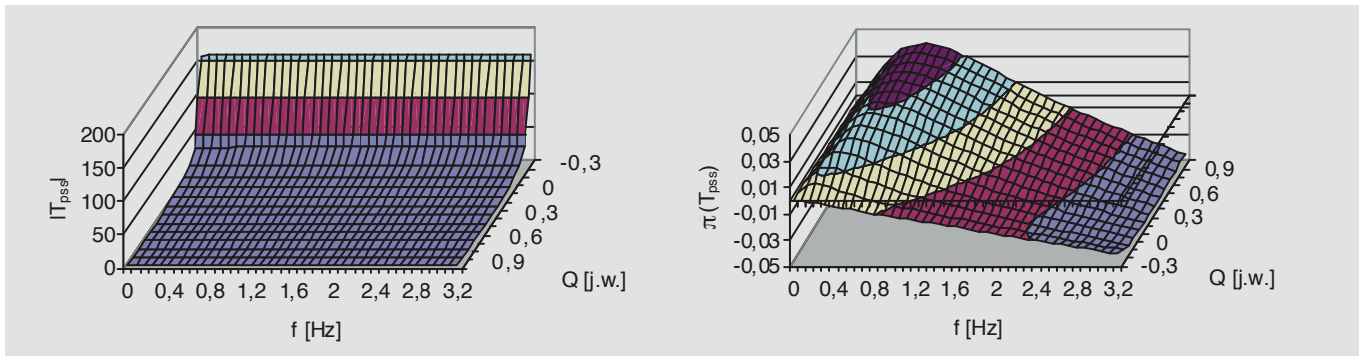 200
150
100
50
0
|Tpss|
0 0,4 0,8 1,2 1,6 2 2,4 2,8 3,2
f [Hz]
-0,3
0
0,3
0,6
0,9
Q [j.w.]
0,05
0,03
0,01
-0,01
-0,03
-0,05
π (Tpss)
0 0,4 0,8 1,2 1,6 2 2,4 2,8 3,2
f [Hz]
0,9
0,6
0,3
0
-0,3
Q [j.w.]